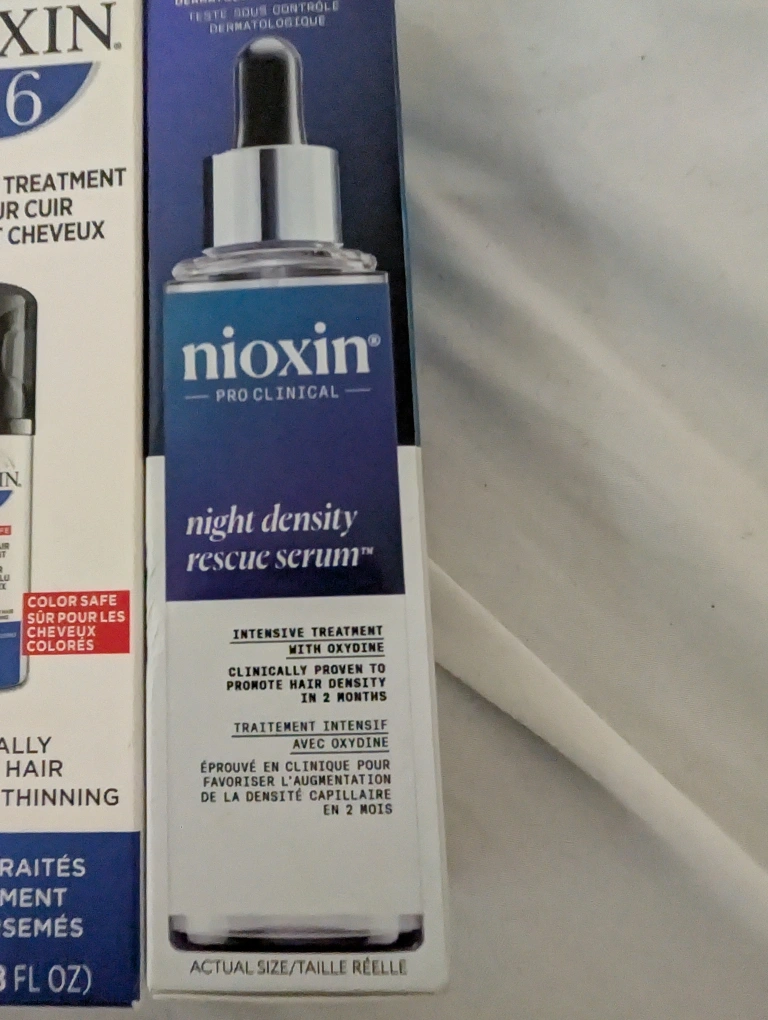 XIN®
6
TREATMENT
UR CUIR
T CHEVEUX
IN.
COLOR SAFE
SÛR POUR LES
CHEVEUX
COLORÉS
ALLY
HAIR
THINNING
RAITÉS
MENT
SEMÉS
FL OZ)
TESTÉ SOUS CONTRÔLE
DERMATOLOGIQUE
nioxin®
PRO CLINICAL
night density
rescue serum™
INTENSIVE TREATMENT
WITH OXYDINE
CLINICALLY PROVEN TO
PROMOTE HAIR DENSITY
IN 2 MONTHS
TRAITEMENT INTENSIF
AVEC OXYDINE
ÉPROUVÉ EN CLINIQUE POUR
FAVORISER L'AUGMENTATION
DE LA DENSITÉ CAPILLAIRE
EN 2 MOIS
ACTUAL SIZE/TAILLE RÉELLE